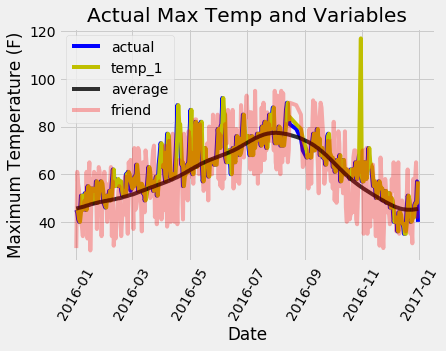 Actual Max Temp and Variables
120
100
80
60
40
Maximum Temperature (F)
actual
temp_1
average
friend
2016-01
2016-03
2016-05
2016-07
2016-09
2016-11
2017-01
Date